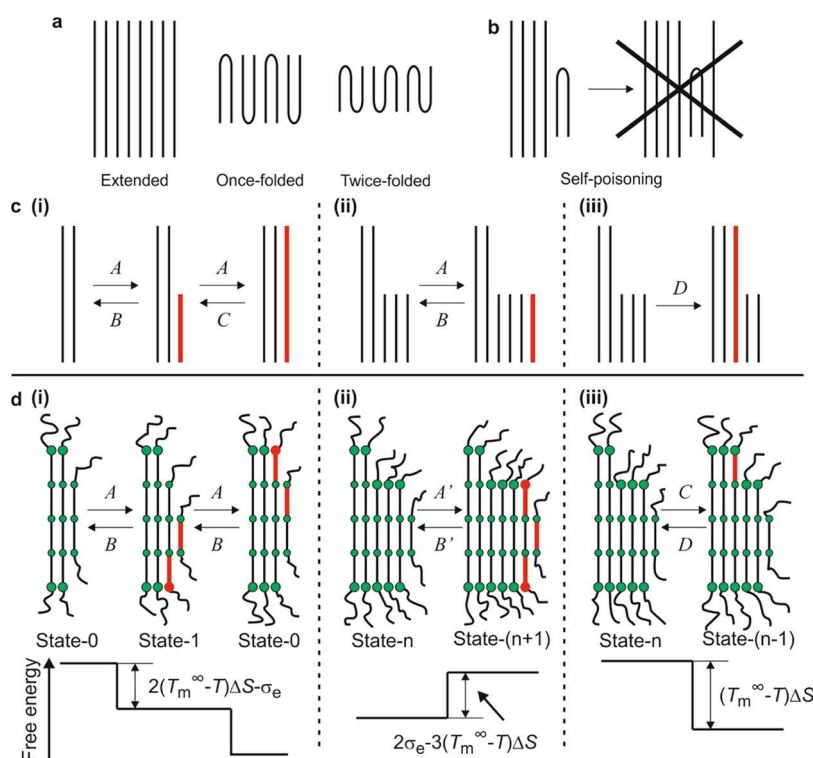 a
b
Extended
Once-folded
Twice-folded
Self-poisoning
c (i)
(ii)
(iii)
A
A
B
C
A
B
D
d (i)
(ii)
(iii)
A
A
B
B
A'
B'
C
D
State-0
State-1
State-0
State-n
State-(n+1)
State-n
State-(n-1)
Free energy
2(Tm∞-T)ΔS-σe
2σe-3(Tm∞-T)ΔS
(Tm∞-T)ΔS